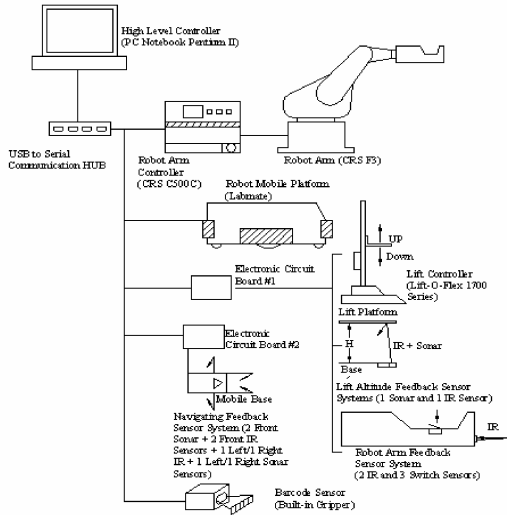 High Level Controller
(PC Notebook Pentium II)
USB to Serial
Communication HUB
Robot Arm
Controller
(CRS C500C)
Robot Arm (CRS F3)
Robot Mobile Platform
(Labmate)
UP
Down
Electronic Circuit
Board #1
Lift Controller
(Lift-O-Flex 1700
Series)
Lift Platform
H
IR + Sonar
Base
Electronic
Circuit Board #2
Mobile Base
Lift Altitude Feedback Sensor
Systems (1 Sonar and 1 IR Sensor)
Navigating Feedback
Sensor System (2 Front
Sonar + 2 Front IR
Sensors + 1 Left/1 Right
IR + 1 Left/1 Right Sonar
Sensors)
IR
Robot Arm Feedback
Sensor System
(2 IR and 3 Switch Sensors)
Barcode Sensor
(Built-in Gripper)